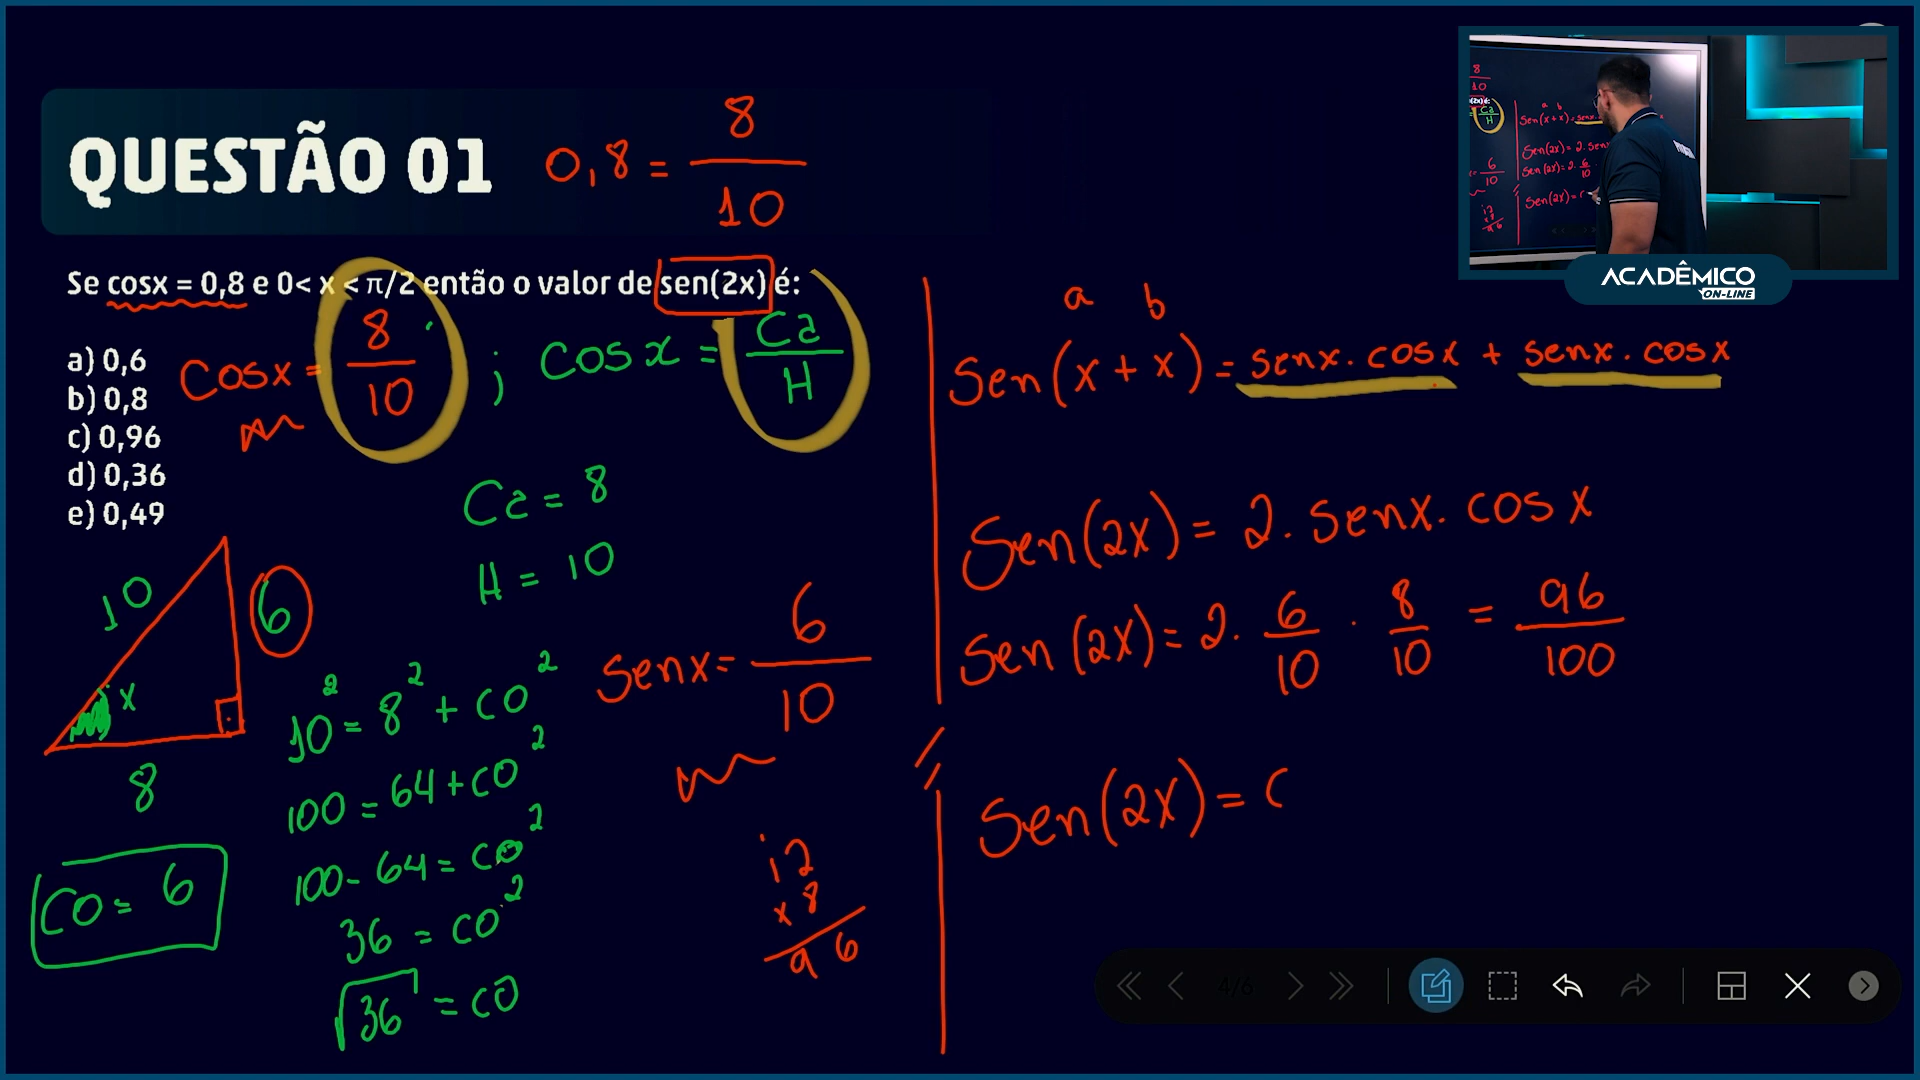 QUESTÃO 01
0,8 = 8/10
Se cosx = 0,8 e 0< x < π/2 então o valor de sen(2x) é:
a) 0,6
b) 0,8
c) 0,96
d) 0,36
e) 0,49
Cosx = 8/10 ; Cosx = Ca/H
Ca = 8
H = 10
10
6
x
8
10² = 8² + CO²
100 = 64 + CO²
100 - 64 = CO²
36 = CO²
√36 = CO
CO = 6
Senx = 6/10
12
x 8
96
a b
Sen(x + x) = senx . cosx + senx . cosx
Sen(2x) = 2 . Senx . cosx
Sen(2x) = 2 . 6/10 . 8/10 = 96/100
Sen(2x) = (
4/6
ACADÊMICO
ON-LINE